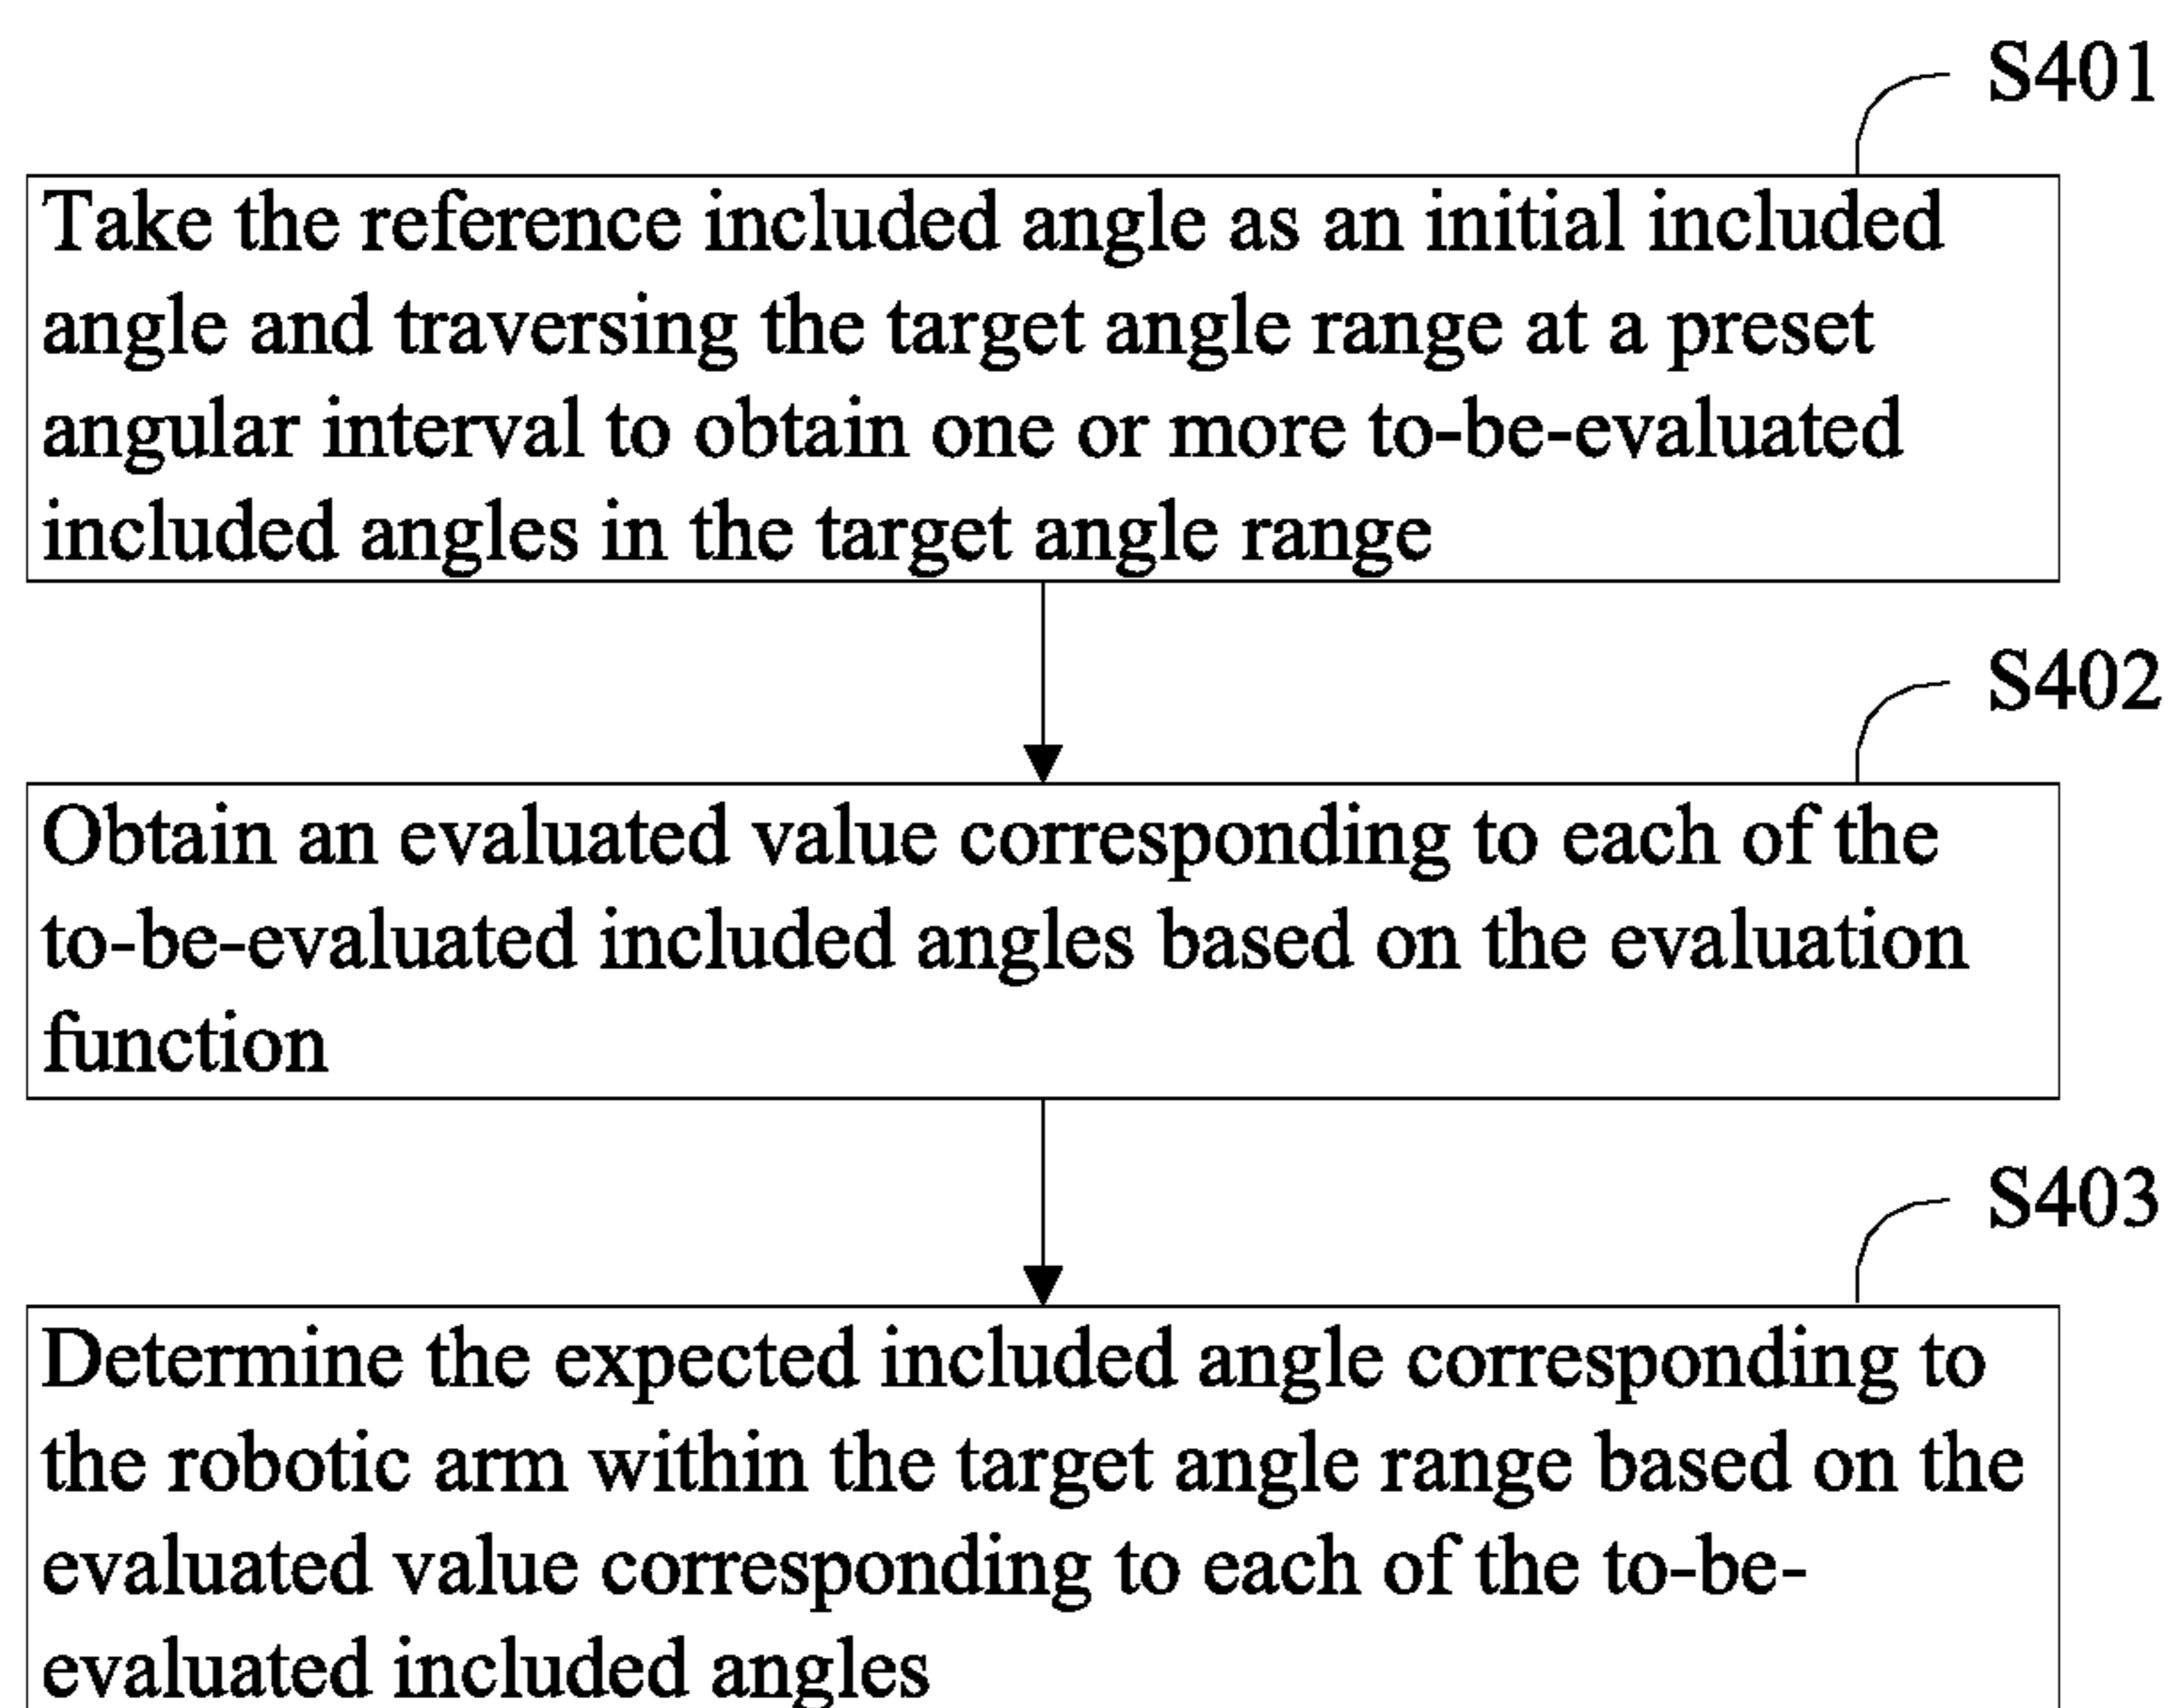 S401
Take the reference included angle as an initial included
angle and traversing the target angle range at a preset
angular interval to obtain one or more to-be-evaluated
included angles in the target angle range
S402
Obtain an evaluated value corresponding to each of the
to-be-evaluated included angles based on the evaluation
function
S403
Determine the expected included angle corresponding to
the robotic arm within the target angle range based on the
evaluated value corresponding to each of the to-be-
evaluated included angles